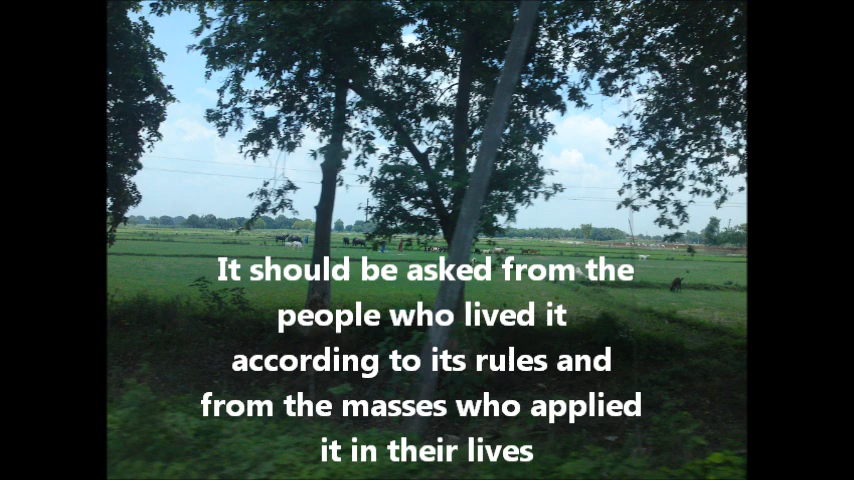 It should be asked from the
people who lived it
according to its rules and
from the masses who applied
it in their lives